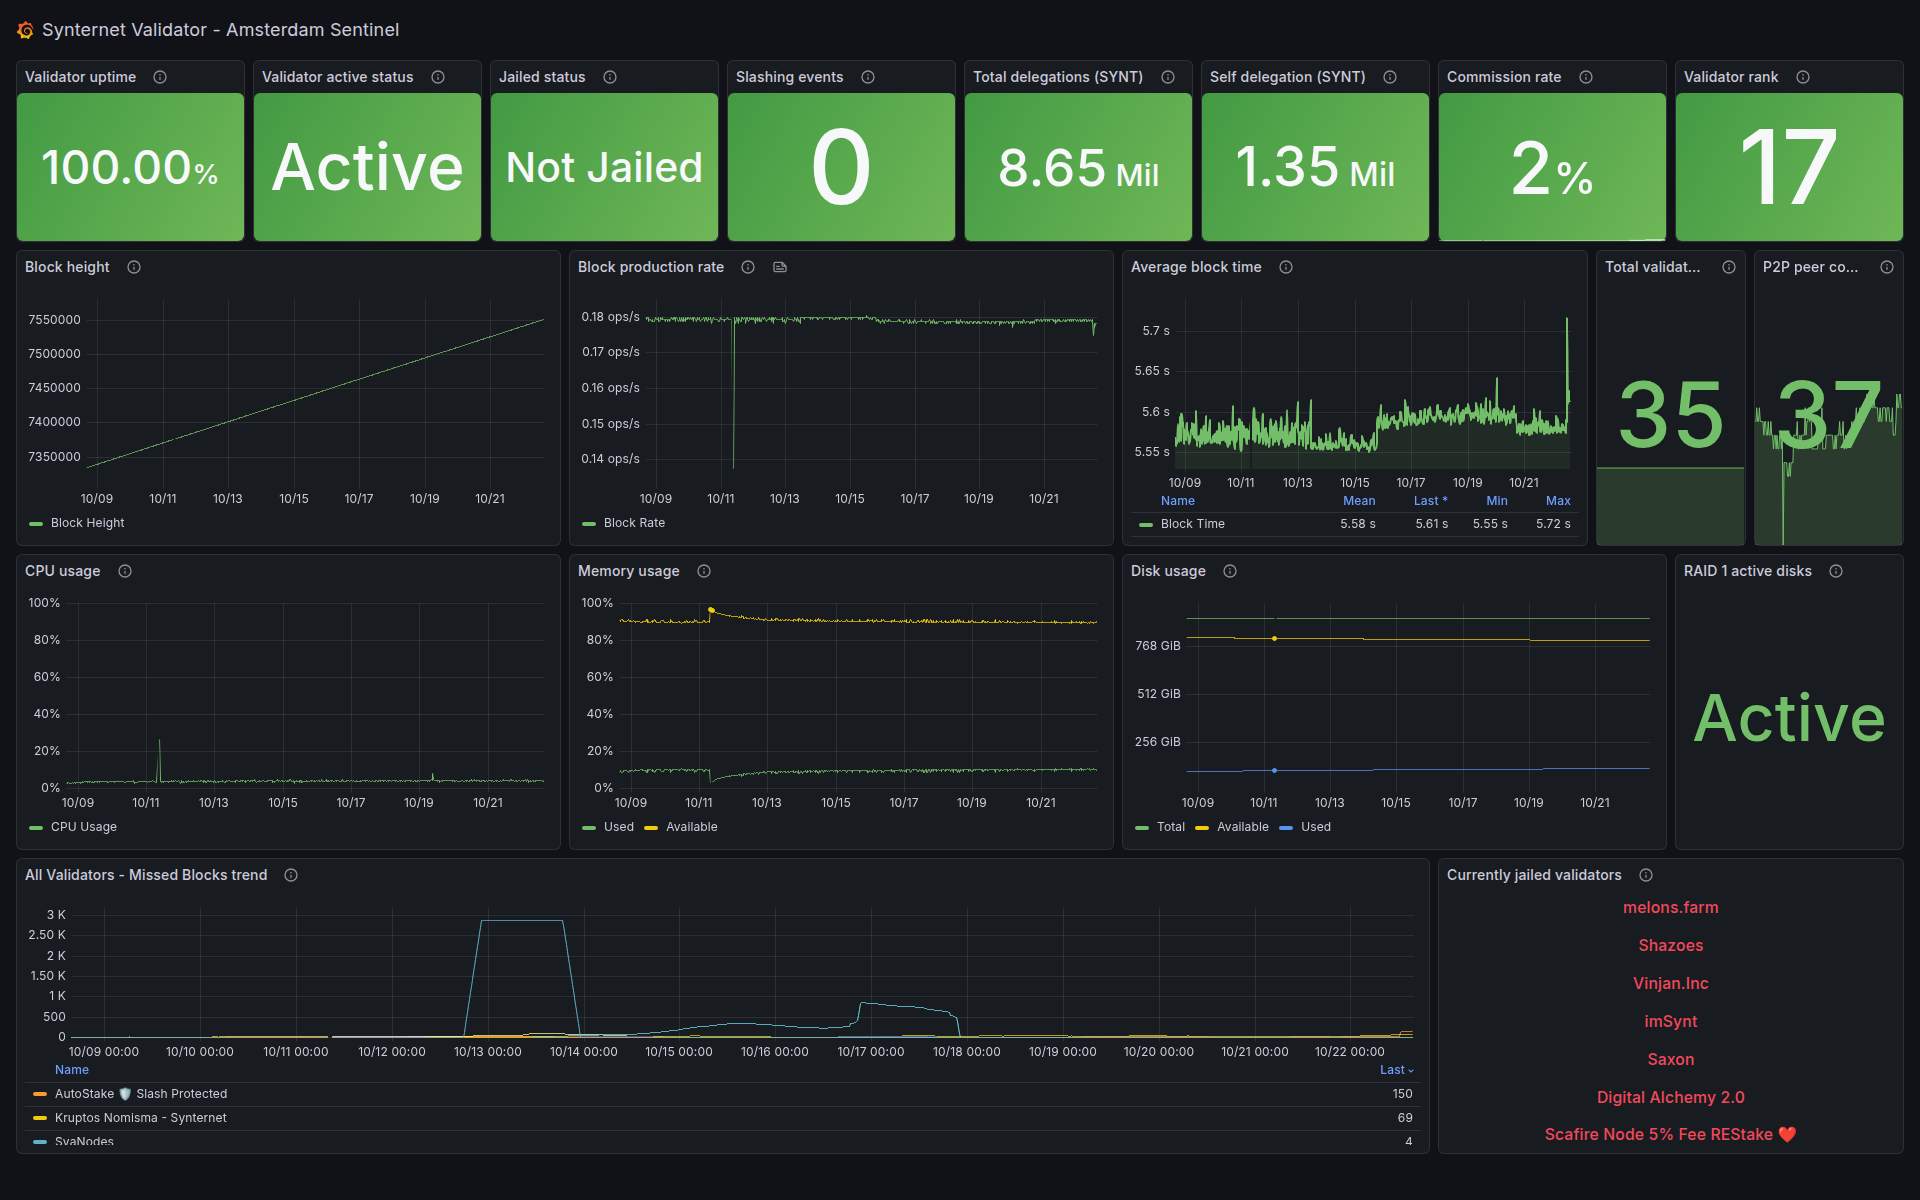 Synternet Validator - Amsterdam Sentinel
Validator uptime
Validator active status
Jailed status
Slashing events
Total delegations (SYNT)
Self delegation (SYNT)
Commission rate
Validator rank
100.00%
Active
Not Jailed
0
8.65 Mil
1.35 Mil
2%
17
Block height
7550000
7500000
7450000
7400000
7350000
10/09 10/11 10/13 10/15 10/17 10/19 10/21
Block Height
Block production rate
0.18 ops/s
0.17 ops/s
0.16 ops/s
0.15 ops/s
0.14 ops/s
10/09 10/11 10/13 10/15 10/17 10/19 10/21
Block Rate
Average block time
5.7 s
5.65 s
5.6 s
5.55 s
10/09 10/11 10/13 10/15 10/17 10/19 10/21
Name Mean Last * Min Max
Block Time 5.58 s 5.61 s 5.55 s 5.72 s
Total validat...
35
P2P peer co...
37
CPU usage
100%
80%
60%
40%
20%
0%
10/09 10/11 10/13 10/15 10/17 10/19 10/21
CPU Usage
Memory usage
100%
80%
60%
40%
20%
0%
10/09 10/11 10/13 10/15 10/17 10/19 10/21
Used Available
Disk usage
768 GiB
512 GiB
256 GiB
10/09 10/11 10/13 10/15 10/17 10/19 10/21
Total Available Used
RAID 1 active disks
Active
All Validators - Missed Blocks trend
3 K
2.50 K
2 K
1.50 K
1 K
500
0
10/09 00:00 10/10 00:00 10/11 00:00 10/12 00:00 10/13 00:00 10/14 00:00 10/15 00:00 10/16 00:00 10/17 00:00 10/18 00:00 10/19 00:00 10/20 00:00 10/21 00:00 10/22 00:00
Name Last
AutoStake 🛡️ Slash Protected 150
Kruptos Nomisma - Synternet 69
SvaNodes 4
Currently jailed validators
melons.farm
Shazoes
Vinjan.Inc
imSynt
Saxon
Digital Alchemy 2.0
Scafire Node 5% Fee REStake ❤️